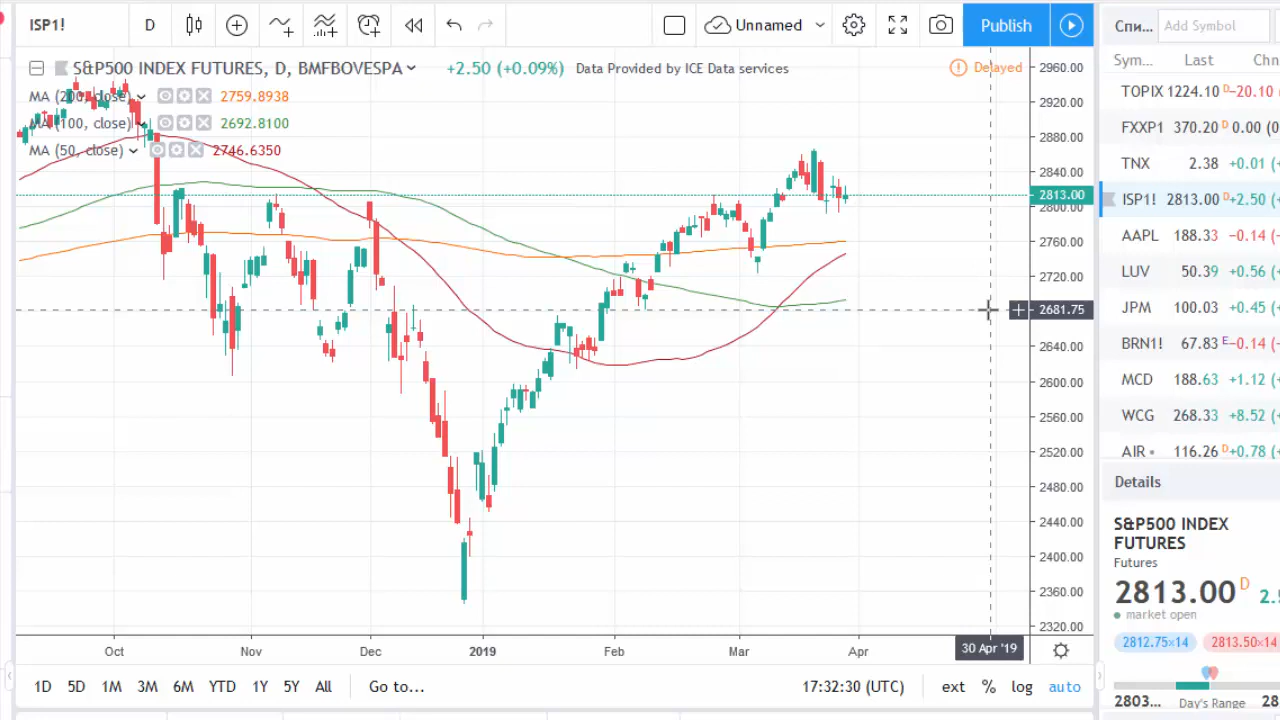 ISP1! D Unnamed Publish
S&P500 INDEX FUTURES, D, BMFBOVESPA +2.50 (+0.09%) Data Provided by ICE Data services Delayed
MA (200, close) 2759.8938
MA (100, close) 2692.8100
MA (50, close) 2746.6350
2960.00
2920.00
2880.00
2840.00
2813.00
2800.00
2760.00
2720.00
2681.75
2640.00
2600.00
2560.00
2520.00
2480.00
2440.00
2400.00
2360.00
2320.00
Oct Nov Dec 2019 Feb Mar Apr 30 Apr '19
1D 5D 1M 3M 6M YTD 1Y 5Y All Go to... 17:32:30 (UTC) ext % log auto
Спи... Add Symbol
Sym... Last Chn
TOPIX 1224.10 D −20.10
FXXP1 370.20 D 0.00 (0
TNX 2.38 +0.01 (+
ISP1! 2813.00 D +2.50 (+
AAPL 188.33 −0.14 (-
LUV 50.39 +0.56 (+
JPM 100.03 +0.45 (+
BRN1! 67.83 E −0.14 (-
MCD 188.63 +1.12 (+
WCG 268.33 +8.52 (+
AIR 116.26 D +0.78 (+
Details
S&P500 INDEX
FUTURES
Futures
2813.00 D 2.5
market open
2812.75×14 2813.50×14
2803... Day's Range 28